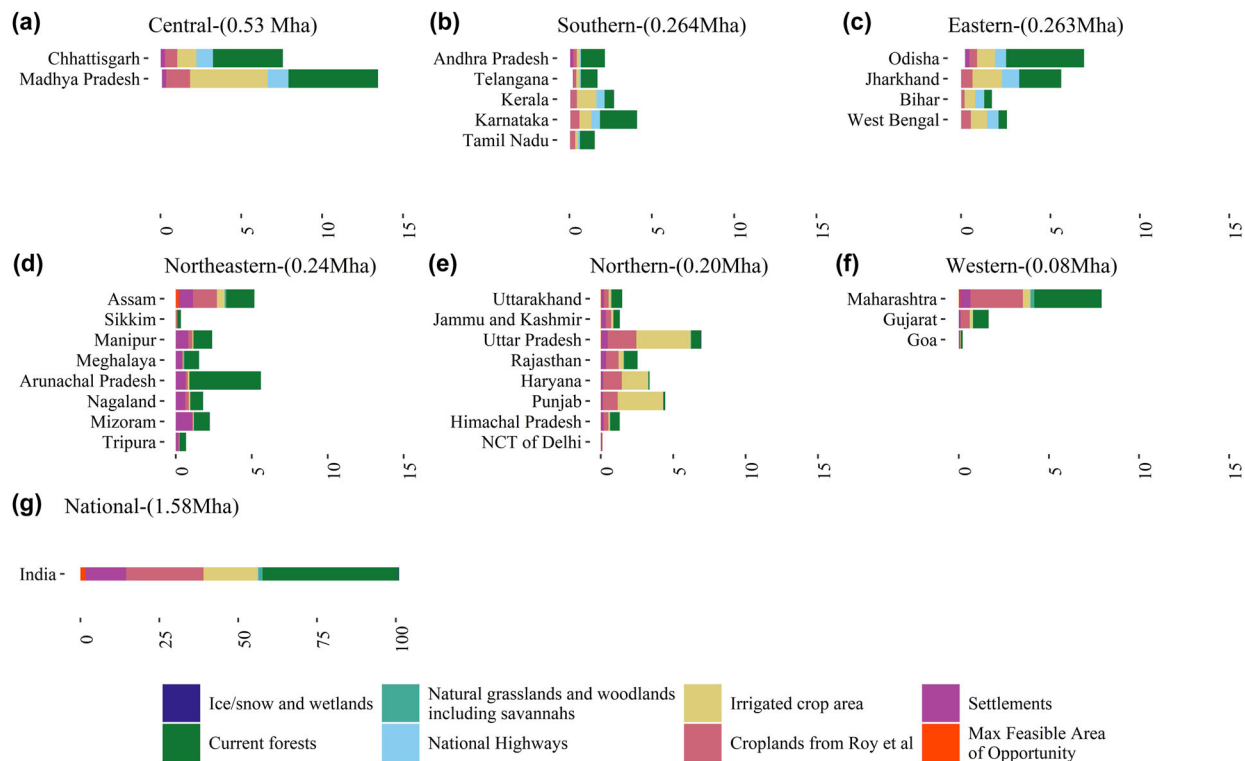 (a) Central-(0.53 Mha)
Chhattisgarh
Madhya Pradesh
0 5 10 15
(b) Southern-(0.264Mha)
Andhra Pradesh
Telangana
Kerala
Karnataka
Tamil Nadu
0 5 10 15
(c) Eastern-(0.263Mha)
Odisha
Jharkhand
Bihar
West Bengal
0 5 10 15
(d) Northeastern-(0.24Mha)
Assam
Sikkim
Manipur
Meghalaya
Arunachal Pradesh
Nagaland
Mizoram
Tripura
0 5 10 15
(e) Northern-(0.20Mha)
Uttarakhand
Jammu and Kashmir
Uttar Pradesh
Rajasthan
Haryana
Punjab
Himachal Pradesh
NCT of Delhi
0 5 10 15
(f) Western-(0.08Mha)
Maharashtra
Gujarat
Goa
0 5 10 15
(g) National-(1.58Mha)
India
0 25 50 75 100
Ice/snow and wetlands
Current forests
Natural grasslands and woodlands
including savannahs
National Highways
Irrigated crop area
Croplands from Roy et al
Settlements
Max Feasible Area
of Opportunity